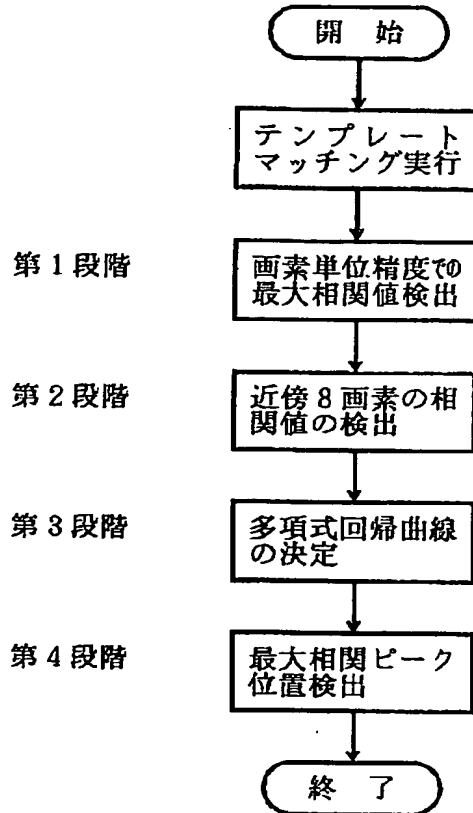 開 始
テンプレート
マッチング実行
第1段階
画素単位精度での
最大相関値検出
第2段階
近傍8画素の相
関値の検出
第3段階
多項式回帰曲線
の決定
第4段階
最大相関ピーク
位置検出
終 了